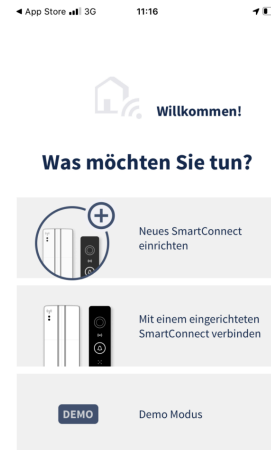 App Store 3G 11:16
Willkommen!
Was möchten Sie tun?
Neues SmartConnect
einrichten
Mit einem eingerichteten
SmartConnect verbinden
DEMO Demo Modus